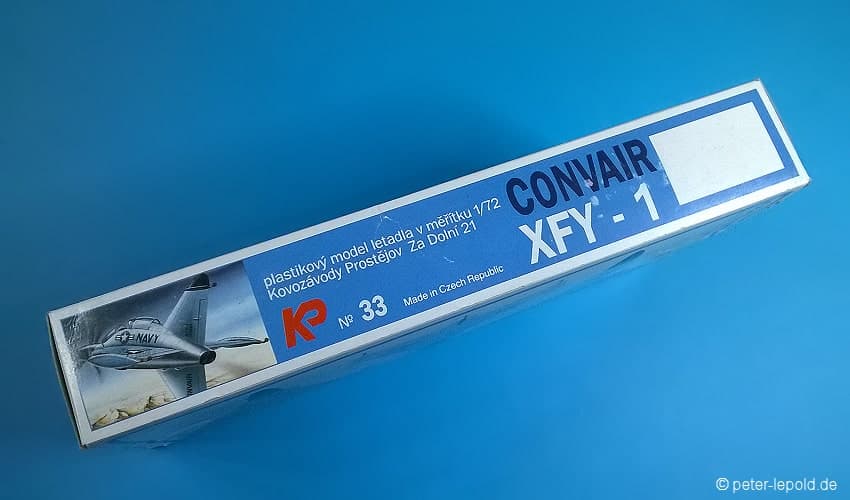 NAVY
CONVAIR
plastikový model letadla v měřítku 1/72
Kovozávody Prostějov Za Dolní 21
KP
№ 33
Made in Czech Republic
CONVAIR
XFY - 1
© peter-lepold.de